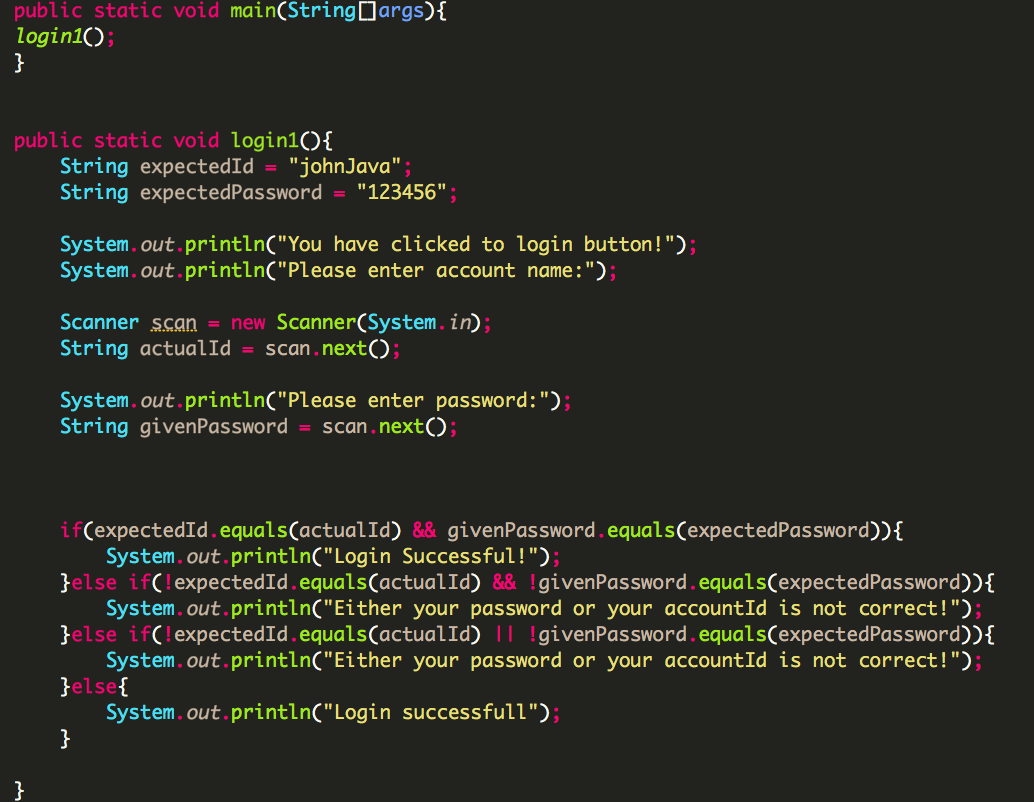 public static void main(String[]args){
login1();
}
public static void login1(){
    String expectedId = "johnJava";
    String expectedPassword = "123456";
    System.out.println("You have clicked to login button!");
    System.out.println("Please enter account name:");
    Scanner scan = new Scanner(System.in);
    String actualId = scan.next();
    System.out.println("Please enter password:");
    String givenPassword = scan.next();
    if(expectedId.equals(actualId) && givenPassword.equals(expectedPassword)){
        System.out.println("Login Successful!");
    }else if(!expectedId.equals(actualId) && !givenPassword.equals(expectedPassword)){
        System.out.println("Either your password or your accountId is not correct!");
    }else if(!expectedId.equals(actualId) || !givenPassword.equals(expectedPassword)){
        System.out.println("Either your password or your accountId is not correct!");
    }else{
        System.out.println("Login successfull");
    }
}